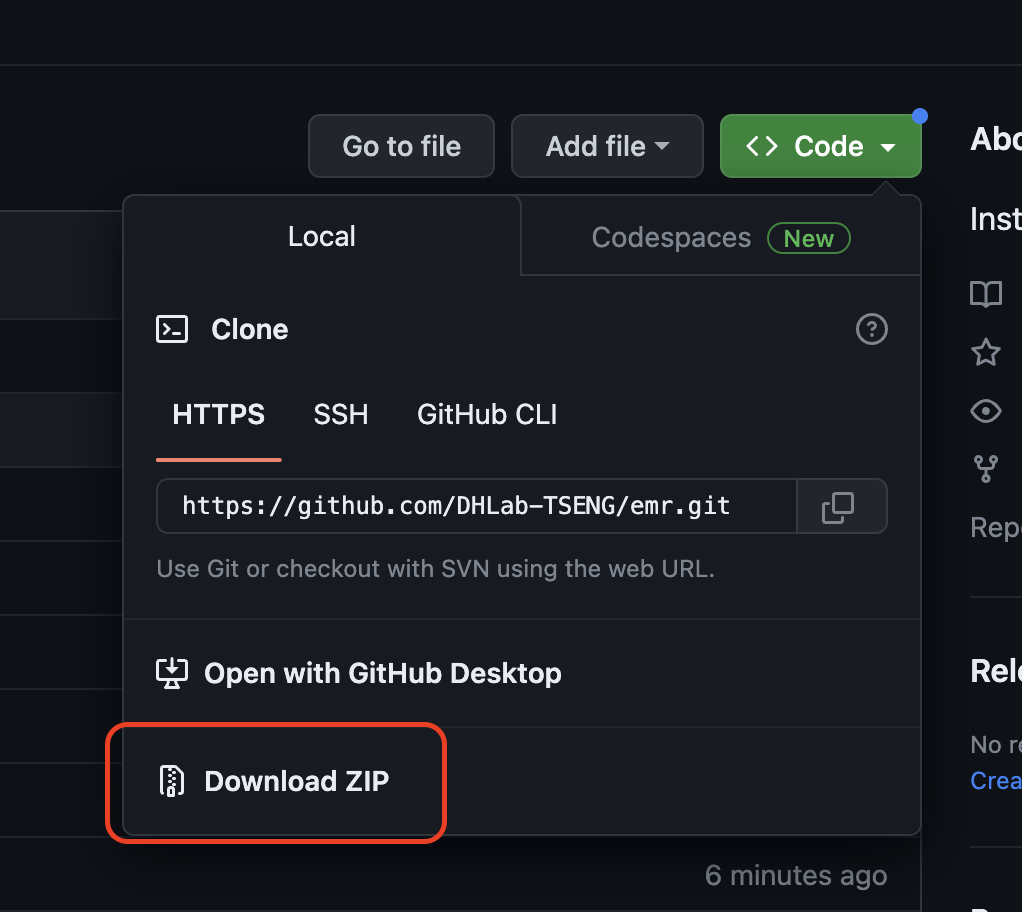 Go to file
Add file
Code
Local
Codespaces
New
Clone
HTTPS
SSH
GitHub CLI
https://github.com/DHLab-TSENG/emr.git
Use Git or checkout with SVN using the web URL.
Open with GitHub Desktop
Download ZIP
6 minutes ago
Abo
Inst
Rep
Rele
No re
Crea